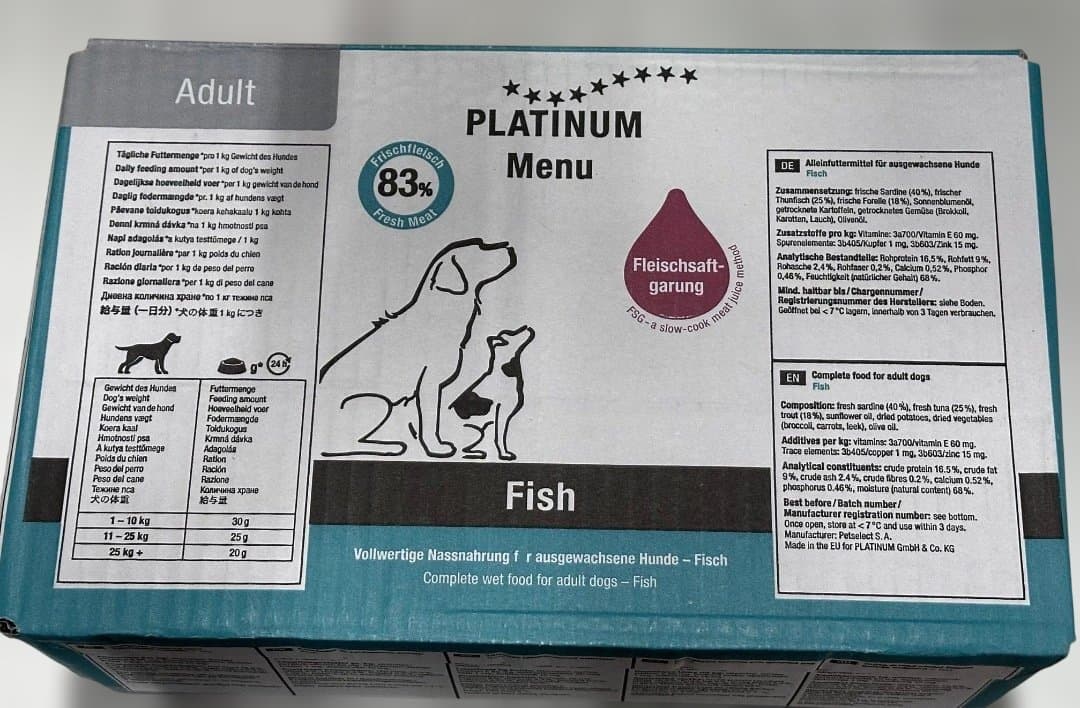 Adult
PLATINUM
Menu
Frischfleisch
83%
Fresh Meat
Tägliche Futtermenge *pro 1 kg Gewicht des Hundes
Daily feeding amount *per 1 kg of dog's weight
Dagelijkse hoeveelheid voer *per 1 kg gewicht van de hond
Daglig fodermængde *pr. 1 kg af hundens vægt
Päevane toidukogus *koera kehakaalu 1 kg kohta
Denní krmná dávka *na 1 kg hmotnosti psa
Napi adagolás *a kutya testtömege / 1 kg
Ration journalière *par 1 kg poids du chien
Ración diaria *por 1 kg de peso del perro
Razione giornaliera *per 1 kg di peso del cane
Дневна количина хране *по 1 кг тежине пса
給与量 (一日分) *犬の体重 1 kg につき
g* 24 h
Gewicht des Hundes Futtermenge
Dog's weight Feeding amount
Gewicht van de hond Hoeveelheid voer
Hundens vægt Fodermængde
Koera kaal Toidukogus
Hmotnosti psa Krmná dávka
A kutya testtömege Adagolás
Poids du chien Ration
Peso del perro Ración
Peso del cane Razione
Тежине пса Количина хране
犬の体重 給与量
1 – 10 kg 30 g
11 – 25 kg 25 g
25 kg + 20 g
Fleischsaft-
garung
FSG - a slow-cook meat juice method
Fish
Vollwertige Nassnahrung f r ausgewachsene Hunde – Fisch
Complete wet food for adult dogs – Fish
DE Alleinfuttermittel für ausgewachsene Hunde
Fisch
Zusammensetzung: frische Sardine (40 %), frischer
Thunfisch (25 %), frische Forelle (18 %), Sonnenblumenöl,
getrocknete Kartoffeln, getrocknetes Gemüse (Brokkoli,
Karotten, Lauch), Olivenöl.
Zusatzstoffe pro kg: Vitamine: 3a700/Vitamin E 60 mg.
Spurenelemente: 3b405/Kupfer 1 mg, 3b603/Zink 15 mg.
Analytische Bestandteile: Rohprotein 16,5 %, Rohfett 9 %,
Rohasche 2,4 %, Rohfaser 0,2 %, Calcium 0,52 %, Phosphor
0,46 %, Feuchtigkeit (natürlicher Gehalt) 68 %.
Mind. haltbar bis / Chargennummer /
Registrierungsnummer des Herstellers: siehe Boden.
Geöffnet bei < 7 °C lagern, innerhalb von 3 Tagen verbrauchen.
EN Complete food for adult dogs
Fish
Composition: fresh sardine (40 %), fresh tuna (25 %), fresh
trout (18 %), sunflower oil, dried potatoes, dried vegetables
(broccoli, carrots, leek), olive oil.
Additives per kg: vitamins: 3a700/vitamin E 60 mg.
Trace elements: 3b405/copper 1 mg, 3b603/zinc 15 mg.
Analytical constituents: crude protein 16.5 %, crude fat
9 %, crude ash 2.4 %, crude fibres 0.2 %, calcium 0.52 %,
phosphorus 0.46 %, moisture (natural content) 68 %.
Best before / Batch number /
Manufacturer registration number: see bottom.
Once open, store at < 7 °C and use within 3 days.
Manufacturer: Petselect S. A.
Made in the EU for PLATINUM GmbH & Co. KG